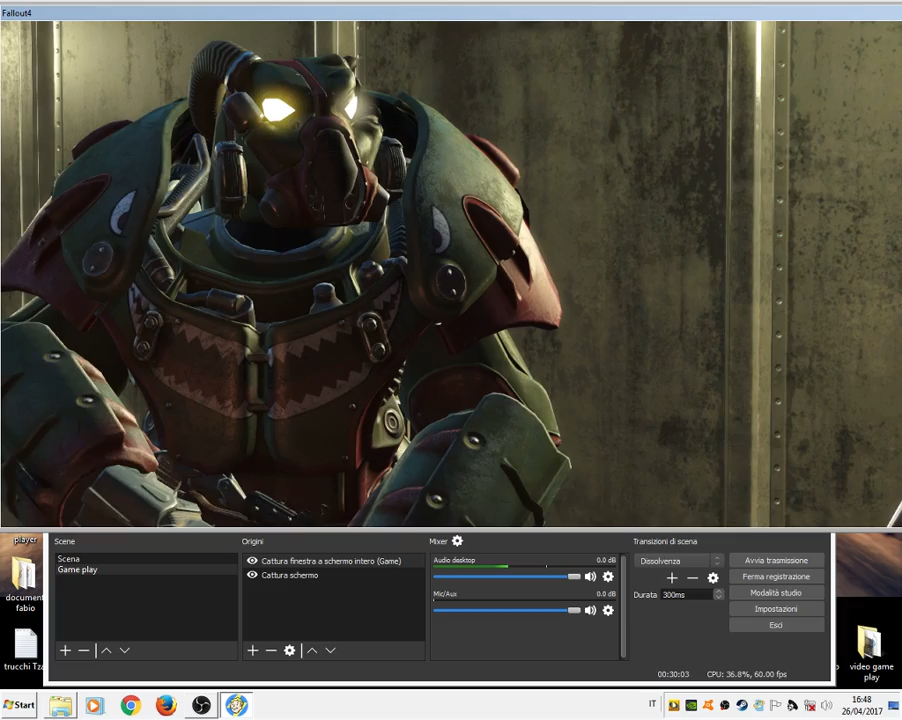 Fallout4
player
document
fabio
trucchi Tza
Scene
Scena
Game play
Origini
Cattura finestra a schermo intero (Game)
Cattura schermo
Mixer
Audio desktop
0.0 dB
Mic/Aux
0.0 dB
Transizioni di scena
Dissolvenza
Durata
300ms
Avvia trasmissione
Ferma registrazione
Modalità studio
Impostazioni
Esci
00:30:03
CPU: 36.8%, 60.00 fps
video game
play
Start
IT
16:48
26/04/2017